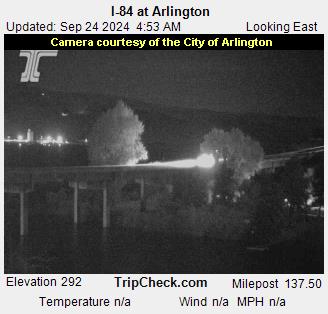 I-84 at Arlington
Updated: Sep 24 2024 4:53 AM Looking East
Camera courtesy of the City of Arlington
Elevation 292 TripCheck.com Milepost 137.50
Temperature n/a Wind n/a MPH n/a